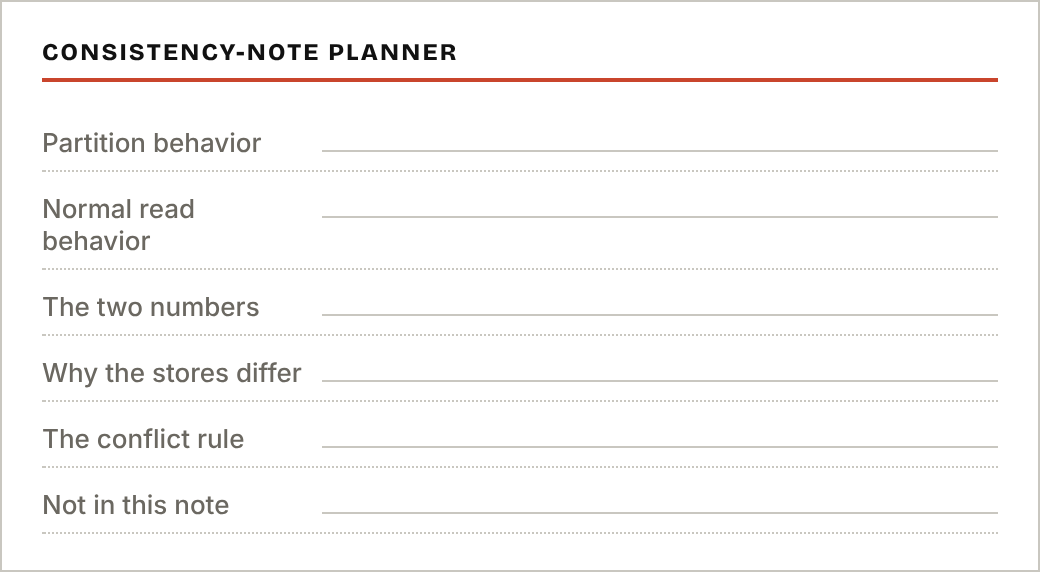 CONSISTENCY-NOTE PLANNER
Partition behavior
Normal read
behavior
The two numbers
Why the stores differ
The conflict rule
Not in this note